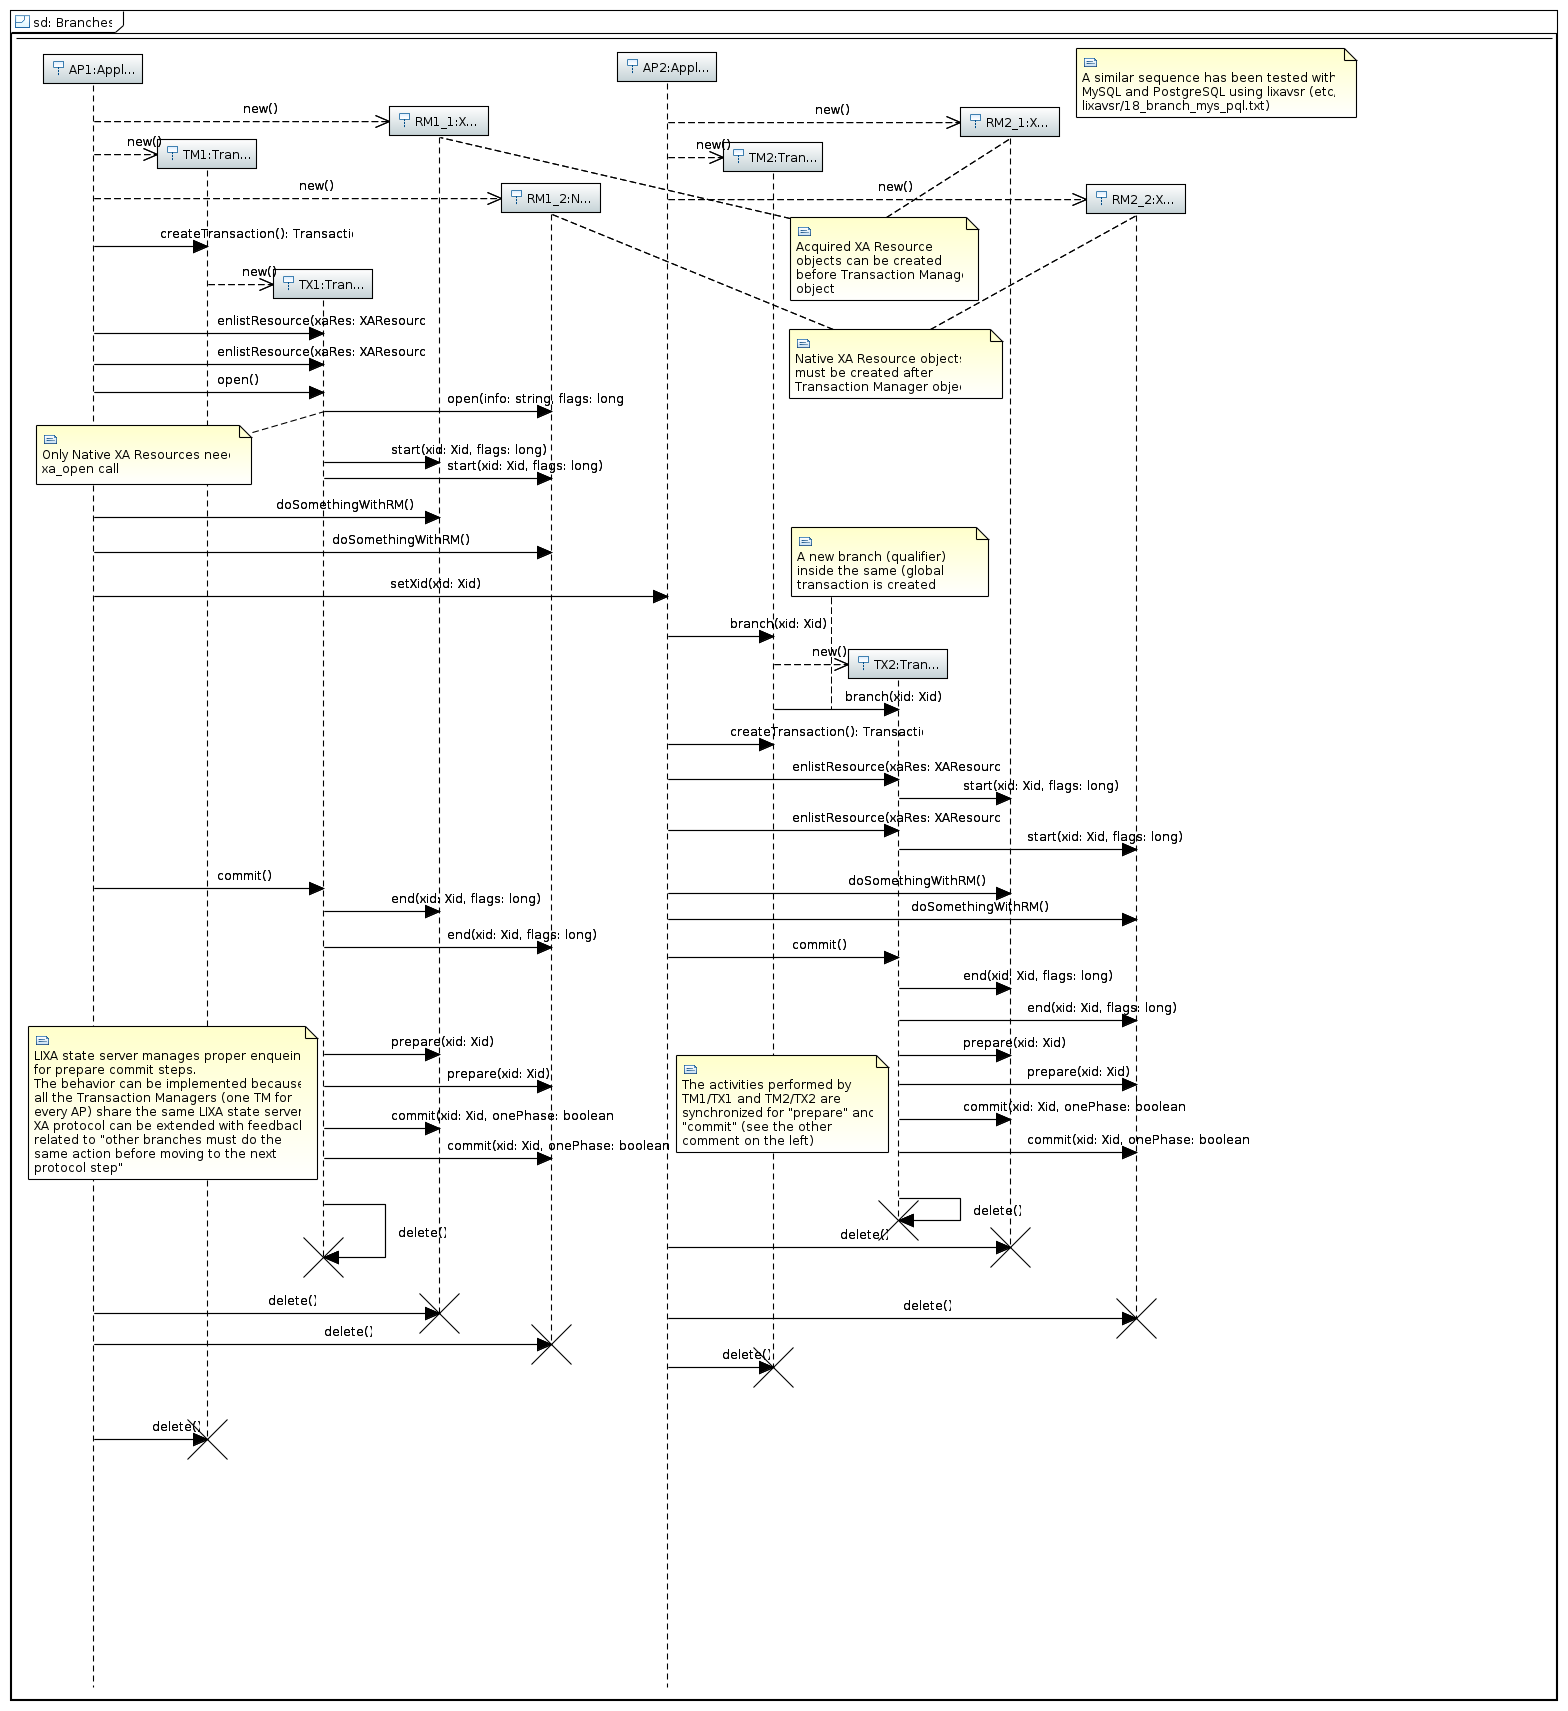 sd: Branches
AP1:Appl...
AP2:Appl...
A similar sequence has been tested with
MySQL and PostgreSQL using lixavsr (etc,
lixavsr/18_branch_mys_pql.txt)
new()
RM1_1:X...
new()
RM2_1:X...
new()
TM1:Tran...
new()
TM2:Tran...
new()
RM1_2:N...
new()
RM2_2:X...
createTransaction(): Transactic
Acquired XA Resource
objects can be created
before Transaction Manage
object
new()
TX1:Tran...
enlistResource(xaRes: XAResourc
enlistResource(xaRes: XAResourc
Native XA Resource objects
must be created after
Transaction Manager objec
open()
open(info: string, flags: long
Only Native XA Resources need
xa_open call
start(xid: Xid, flags: long)
start(xid: Xid, flags: long)
doSomethingWithRM()
doSomethingWithRM()
A new branch (qualifier)
inside the same (global
transaction is created
setXid(xid: Xid)
branch(xid: Xid)
new()
TX2:Tran...
branch(xid: Xid)
createTransaction(): Transactic
enlistResource(xaRes: XAResourc
start(xid: Xid, flags: long)
enlistResource(xaRes: XAResourc
start(xid: Xid, flags: long)
commit()
doSomethingWithRM()
end(xid: Xid, flags: long)
doSomethingWithRM()
end(xid: Xid, flags: long)
commit()
end(xid: Xid, flags: long)
end(xid: Xid, flags: long)
LIXA state server manages proper enquein
for prepare commit steps.
The behavior can be implemented because
all the Transaction Managers (one TM for
every AP) share the same LIXA state server
XA protocol can be extended with feedback
related to "other branches must do the
same action before moving to the next
protocol step"
prepare(xid: Xid)
prepare(xid: Xid)
commit(xid: Xid, onePhase: boolean
commit(xid: Xid, onePhase: boolean
The activities performed by
TM1/TX1 and TM2/TX2 are
synchronized for "prepare" and
"commit" (see the other
comment on the left)
prepare(xid: Xid)
prepare(xid: Xid)
commit(xid: Xid, onePhase: boolean
commit(xid: Xid, onePhase: boolean
delete()
delete()
delete()
delete()
delete()
delete()
delete()
delete()